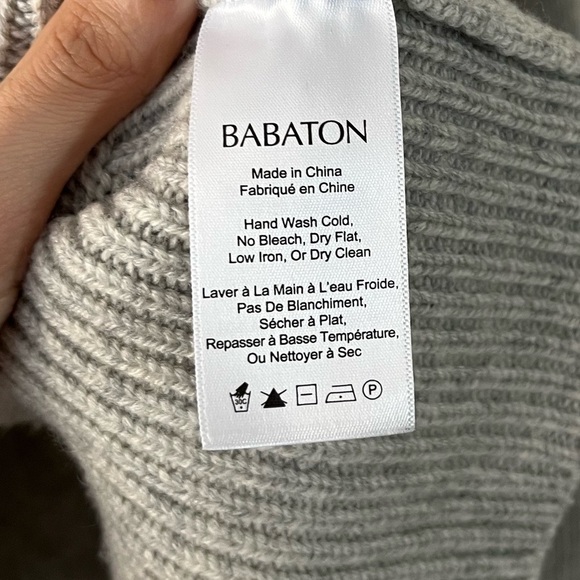 BABATON
Made in China
Fabriqué en Chine
Hand Wash Cold,
No Bleach, Dry Flat,
Low Iron, Or Dry Clean
Laver à La Main à L'eau Froide,
Pas De Blanchiment,
Sécher à Plat,
Repasser à Basse Température,
Ou Nettoyer à Sec
30C P